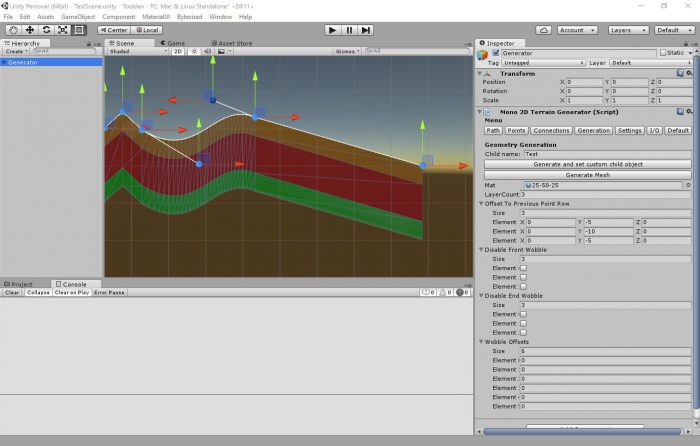 Unity Personal (64bit) - TestScene.unity - Tooldev - PC, Mac & Linux Standalone* <DX11>
File Edit Assets GameObject Component MaterialUI Bytesized Window Help
Center Local
Account Layers Default
Hierarchy
Create All
Generator
Scene Game Asset Store
Shaded 2D Gizmos All
Project Console
Clear Collapse Clear on Play Error Pause 0 0 0
Inspector
Generator Static
Tag Untagged Layer Default
Transform
Position X 0 Y 0 Z 0
Rotation X 0 Y 0 Z 0
Scale X 1 Y 1 Z 1
Mono 2D Terrain Generator (Script)
Menu
Path Points Connections Generation Settings I/O Default
Geometry Generation
Child name: Test
Generate and set custom child object
Generate Mesh
Mat 25-50-25
LayerCount 3
Offset To Previous Point Row
Size 3
Element X 0 Y -5 Z 0
Element X 0 Y -10 Z 0
Element X 0 Y -5 Z 0
Disable Front Wobble
Size 3
Element
Element
Element
Disable End Wobble
Size 3
Element
Element
Element
Wobble Offsets
Size 6
Element 0
Element 0
Element 0
Element 0
Element 0
Element 0